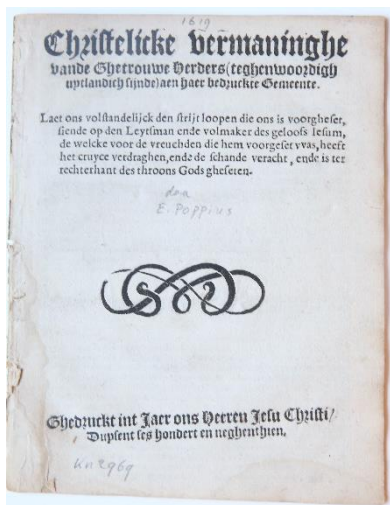 1619
Christelicke vermaninghe
vande Ghetrouwe Herders (teghenwoordigh
uytlandich sijnde) aen haer bedruckte Gemeente.
Laet ons volstandelijck den strijt loopen die ons is voorgheset,
siende op den Leytsman ende volmaker des geloofs Iesum,
de welcke voor de vreuchden die hem voorgeset vvas, heeft
het cruyce verdraghen, ende de schande veracht, ende is ter
rechterhant des throons Gods gheseten.
door
E. Poppius
Ghedruckt int Jaer ons Heeren Jesu Christi/
Duysent ses hondert en neghenthien.
Kn 2969